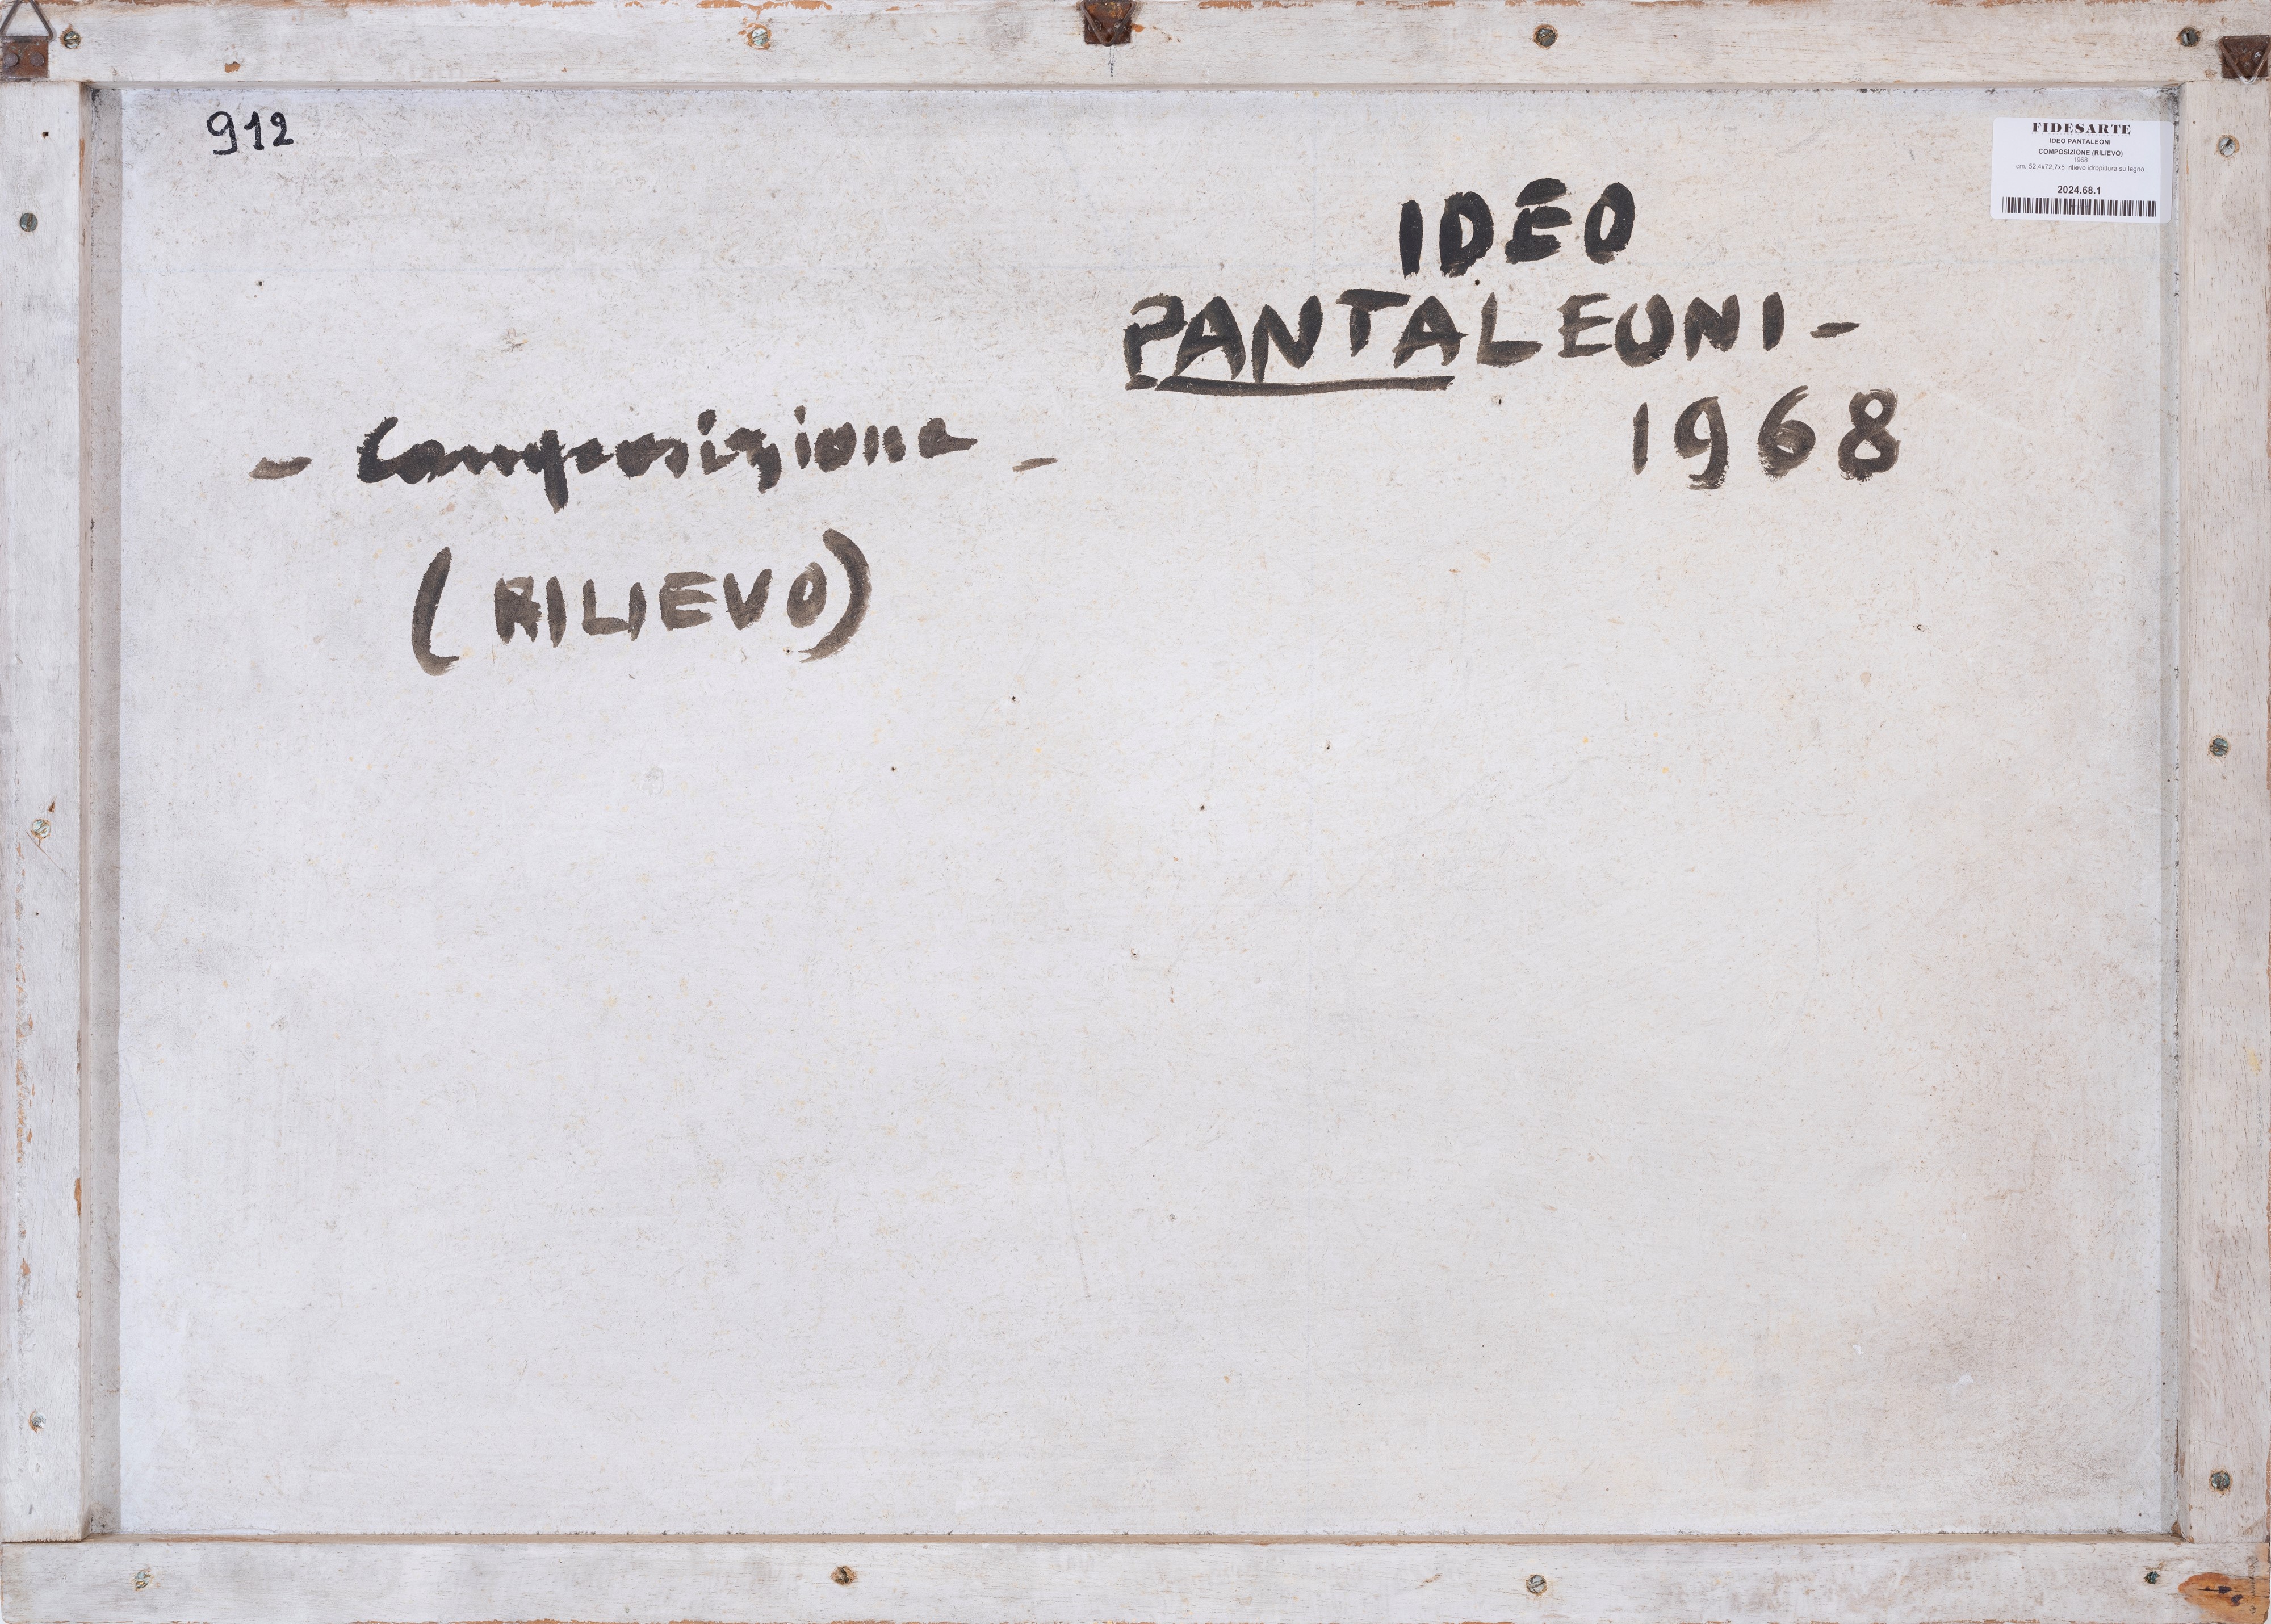 912
IDEO
PANTALEONI-
1968
- Composizione -
(RILIEVO)
FIDESARTE
IDEO PANTALEONI
COMPOSIZIONE (RILIEVO)
1968
cm. 52,4x72,7x5 rilievo idropittura su legno
2024.68.1